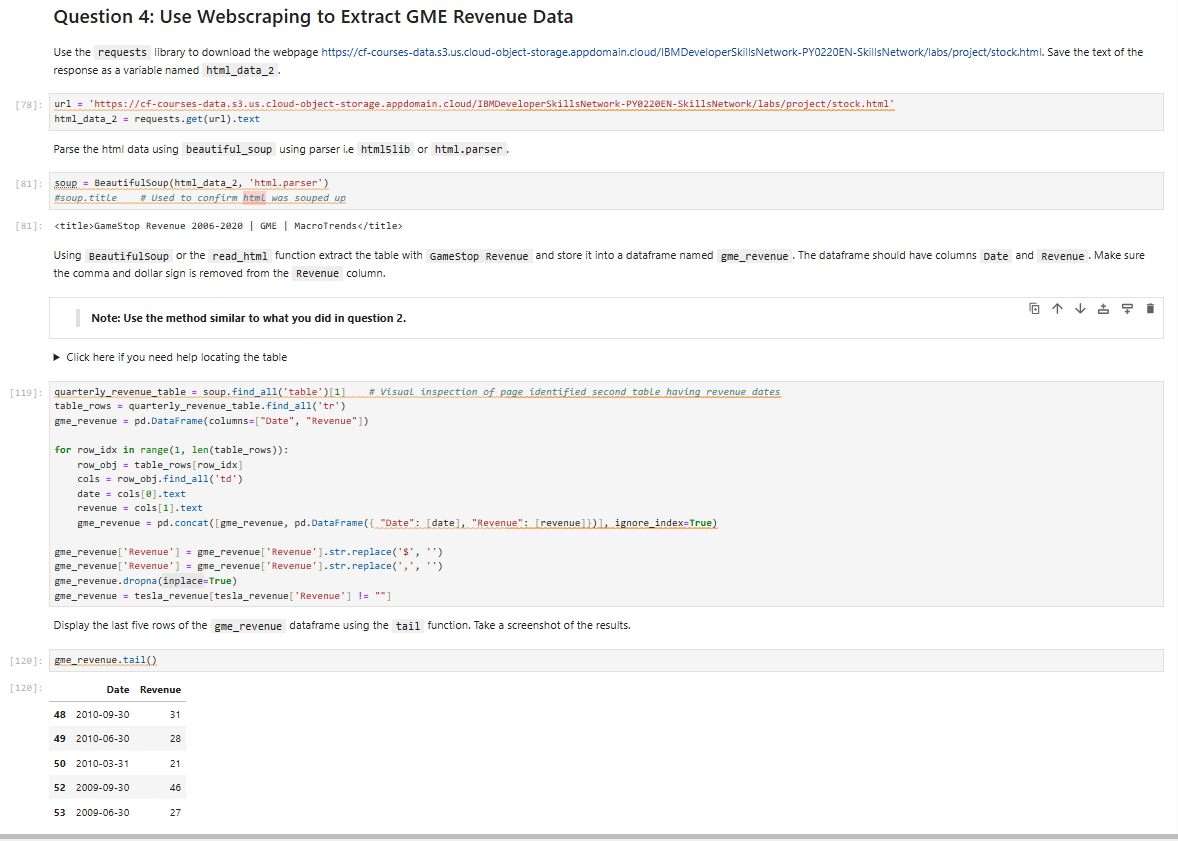 Question 4: Use Webscraping to Extract GME Revenue Data
Use the requests library to download the webpage https://cf-courses-data.s3.us.cloud-object-storage.appdomain.cloud/IBMDeveloperSkillsNetwork-PY0220EN-SkillsNetwork/labs/project/stock.html. Save the text of the
response as a variable named html_data_2.
[78]: url = 'https://cf-courses-data.s3.us.cloud-object-storage.appdomain.cloud/IBMDeveloperSkillsNetwork-PY0220EN-SkillsNetwork/labs/project/stock.html'
html_data_2 = requests.get(url).text
Parse the html data using beautiful_soup using parser i.e html5lib or html.parser.
[81]: soup = BeautifulSoup(html_data_2, 'html.parser')
#soup.title    # Used to confirm html was souped up
[81]: <title>GameStop Revenue 2006-2020 | GME | MacroTrends</title>
Using BeautifulSoup or the read_html function extract the table with GameStop Revenue and store it into a dataframe named gme_revenue. The dataframe should have columns Date and Revenue. Make sure
the comma and dollar sign is removed from the Revenue column.
Note: Use the method similar to what you did in question 2.
▶ Click here if you need help locating the table
[119]: quarterly_revenue_table = soup.find_all('table')[1]    # Visual inspection of page identified second table having revenue dates
table_rows = quarterly_revenue_table.find_all('tr')
gme_revenue = pd.DataFrame(columns=["Date", "Revenue"])
for row_idx in range(1, len(table_rows)):
    row_obj = table_rows[row_idx]
    cols = row_obj.find_all('td')
    date = cols[0].text
    revenue = cols[1].text
    gme_revenue = pd.concat([gme_revenue, pd.DataFrame({ "Date": [date], "Revenue": [revenue]})], ignore_index=True)
gme_revenue['Revenue'] = gme_revenue['Revenue'].str.replace('$', '')
gme_revenue['Revenue'] = gme_revenue['Revenue'].str.replace(',', '')
gme_revenue.dropna(inplace=True)
gme_revenue = tesla_revenue[tesla_revenue['Revenue'] != ""]
Display the last five rows of the gme_revenue dataframe using the tail function. Take a screenshot of the results.
[120]: gme_revenue.tail()
[120]: Date Revenue
48 2010-09-30 31
49 2010-06-30 28
50 2010-03-31 21
52 2009-09-30 46
53 2009-06-30 27